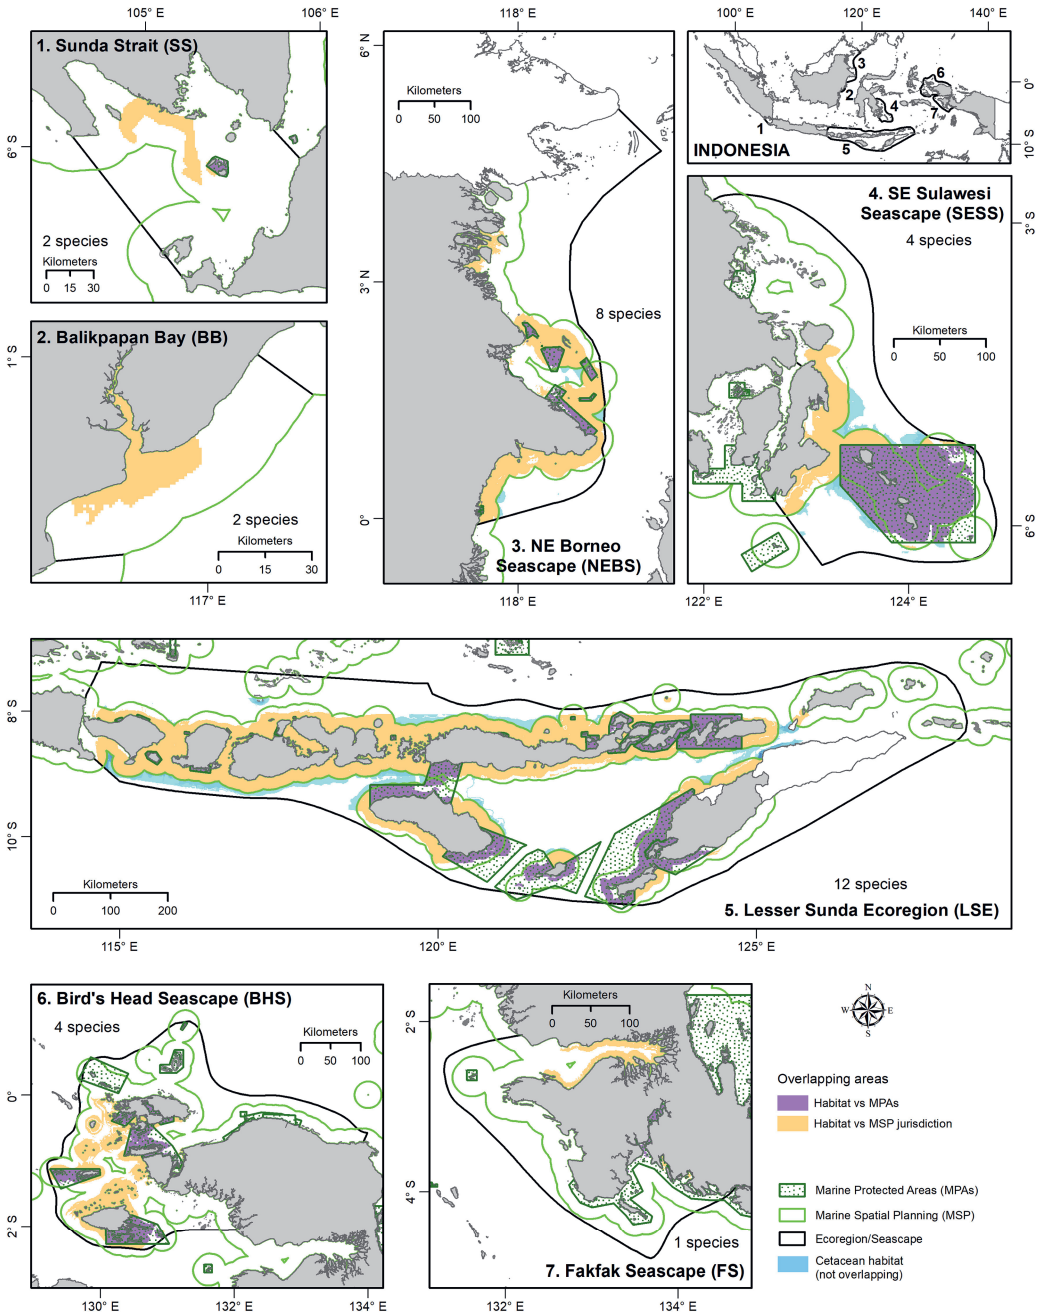 105° E
106° E
118° E
100° E
120° E
140° E
1. Sunda Strait (SS)
6° S
2 species
Kilometers
0 15 30
6° N
3° N
0°
Kilometers
0 50 100
8 species
3. NE Borneo
Seascape (NEBS)
118° E
1
2
3
4
5
6
7
INDONESIA
0°
10° S
4. SE Sulawesi
Seascape (SESS)
4 species
Kilometers
0 50 100
3° S
6° S
122° E
124° E
2. Balikpapan Bay (BB)
1° S
2 species
Kilometers
0 15 30
117° E
8° S
10° S
Kilometers
0 100 200
12 species
5. Lesser Sunda Ecoregion (LSE)
115° E
120° E
125° E
6. Bird's Head Seascape (BHS)
4 species
Kilometers
0 50 100
0°
2° S
130° E
132° E
134° E
Kilometers
0 50 100
2° S
4° S
1 species
7. Fakfak Seascape (FS)
132° E
134° E
N
W E
S
Overlapping areas
Habitat vs MPAs
Habitat vs MSP jurisdiction
Marine Protected Areas (MPAs)
Marine Spatial Planning (MSP)
Ecoregion/Seascape
Cetacean habitat
(not overlapping)